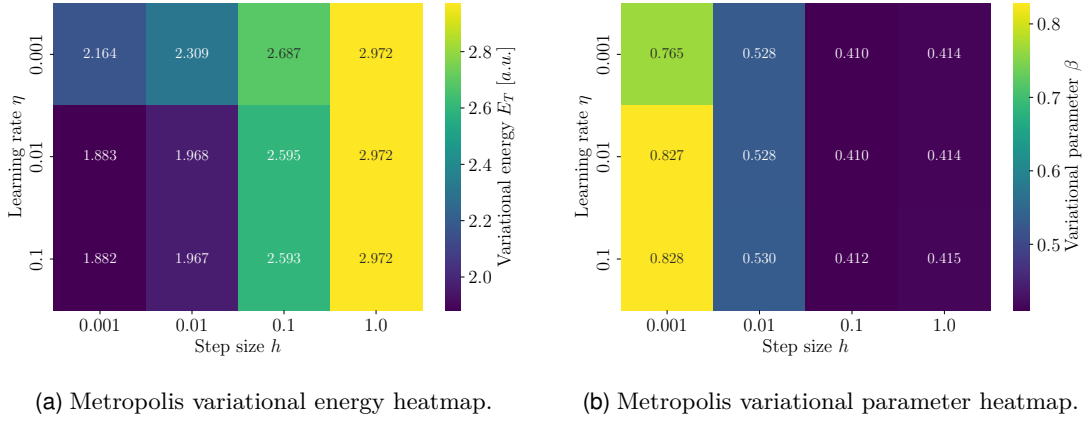 0.001
2.164 2.309 2.687 2.972
0.01
1.883 1.968 2.595 2.972
0.1
1.882 1.967 2.593 2.972
0.001 0.01 0.1 1.0
Step size h
Learning rate η
2.8
2.6
2.4
2.2
2.0
Variational energy E_T [a.u.]
(a) Metropolis variational energy heatmap.
0.001
0.765 0.528 0.410 0.414
0.01
0.827 0.528 0.410 0.414
0.1
0.828 0.530 0.412 0.415
0.001 0.01 0.1 1.0
Step size h
Learning rate η
0.8
0.7
0.6
0.5
Variational parameter β
(b) Metropolis variational parameter heatmap.